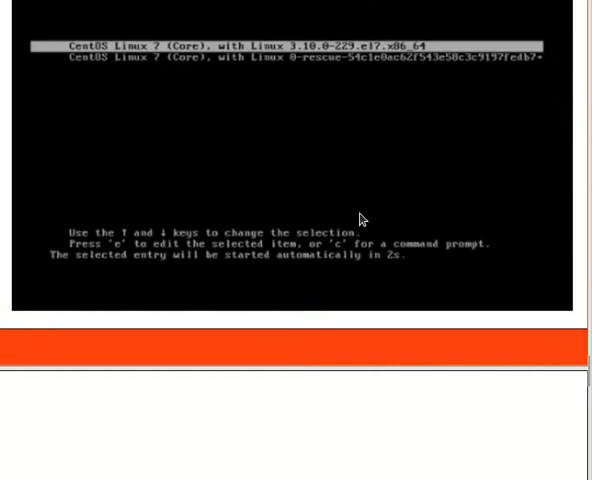 CentOS Linux 7 (Core), with Linux 3.10.0-229.el7.x86_64
CentOS Linux 7 (Core), with Linux 0-rescue-54c1e0ac62f543e58c3c9197fedb7+
Use the ↑ and ↓ keys to change the selection.
Press 'e' to edit the selected item, or 'c' for a command prompt.
The selected entry will be started automatically in 2s.